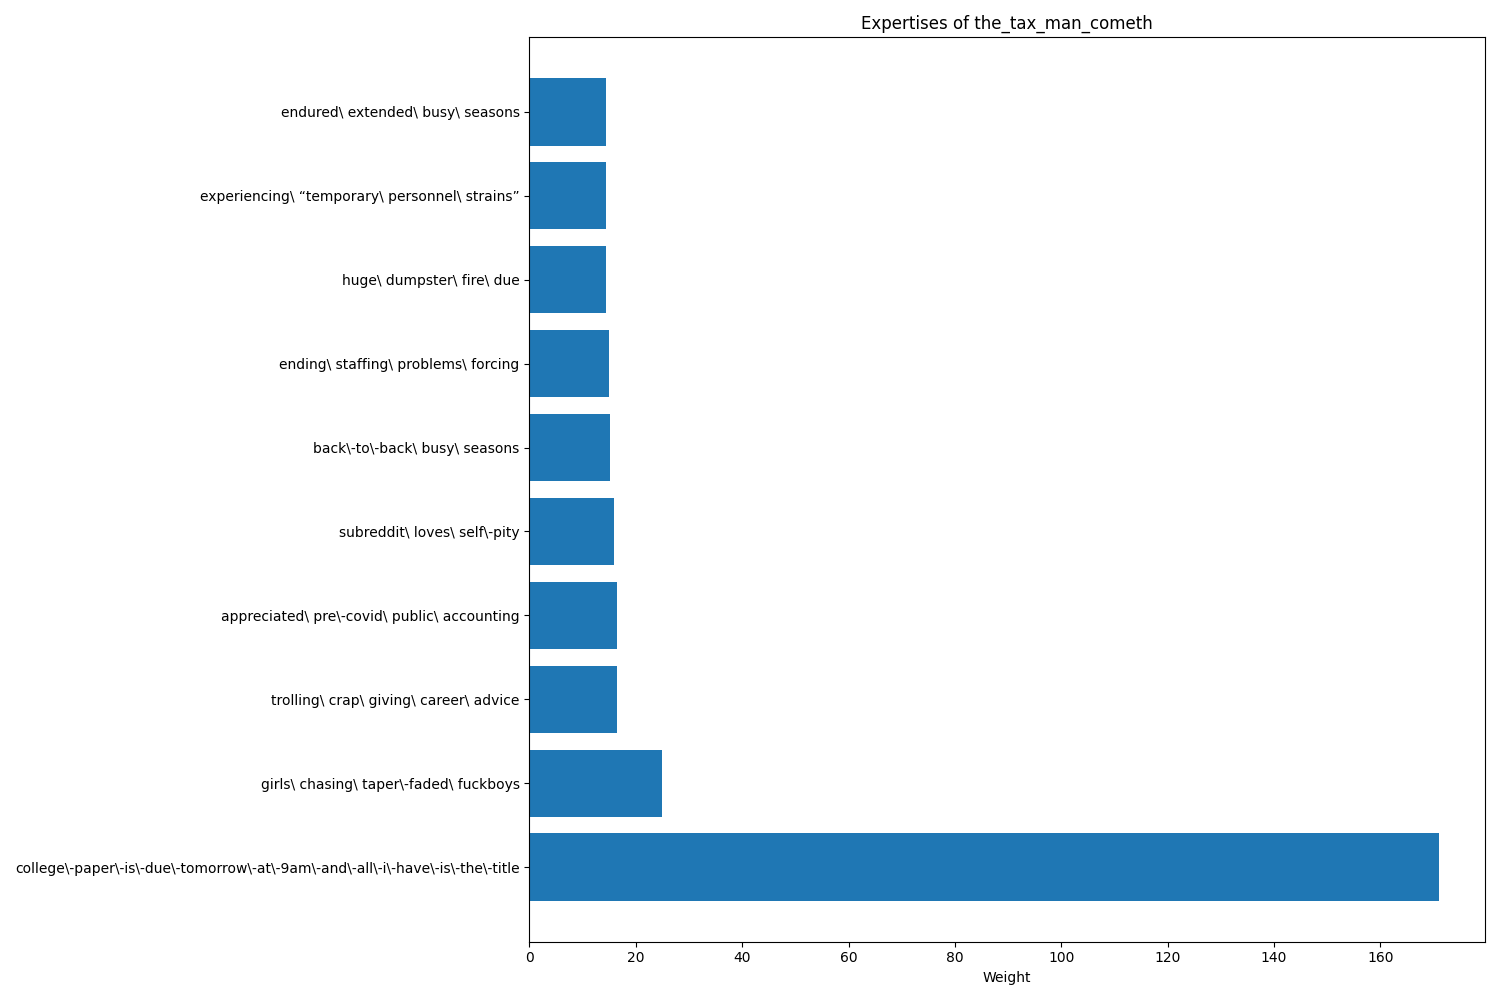 Expertises of the_tax_man_cometh
endured\ extended\ busy\ seasons
experiencing\ “temporary\ personnel\ strains”
huge\ dumpster\ fire\ due
ending\ staffing\ problems\ forcing
back\-to\-back\ busy\ seasons
subreddit\ loves\ self\-pity
appreciated\ pre\-covid\ public\ accounting
trolling\ crap\ giving\ career\ advice
girls\ chasing\ taper\-faded\ fuckboys
college\-paper\-is\-due\-tomorrow\-at\-9am\-and\-all\-i\-have\-is\-the\-title
0 20 40 60 80 100 120 140 160
Weight